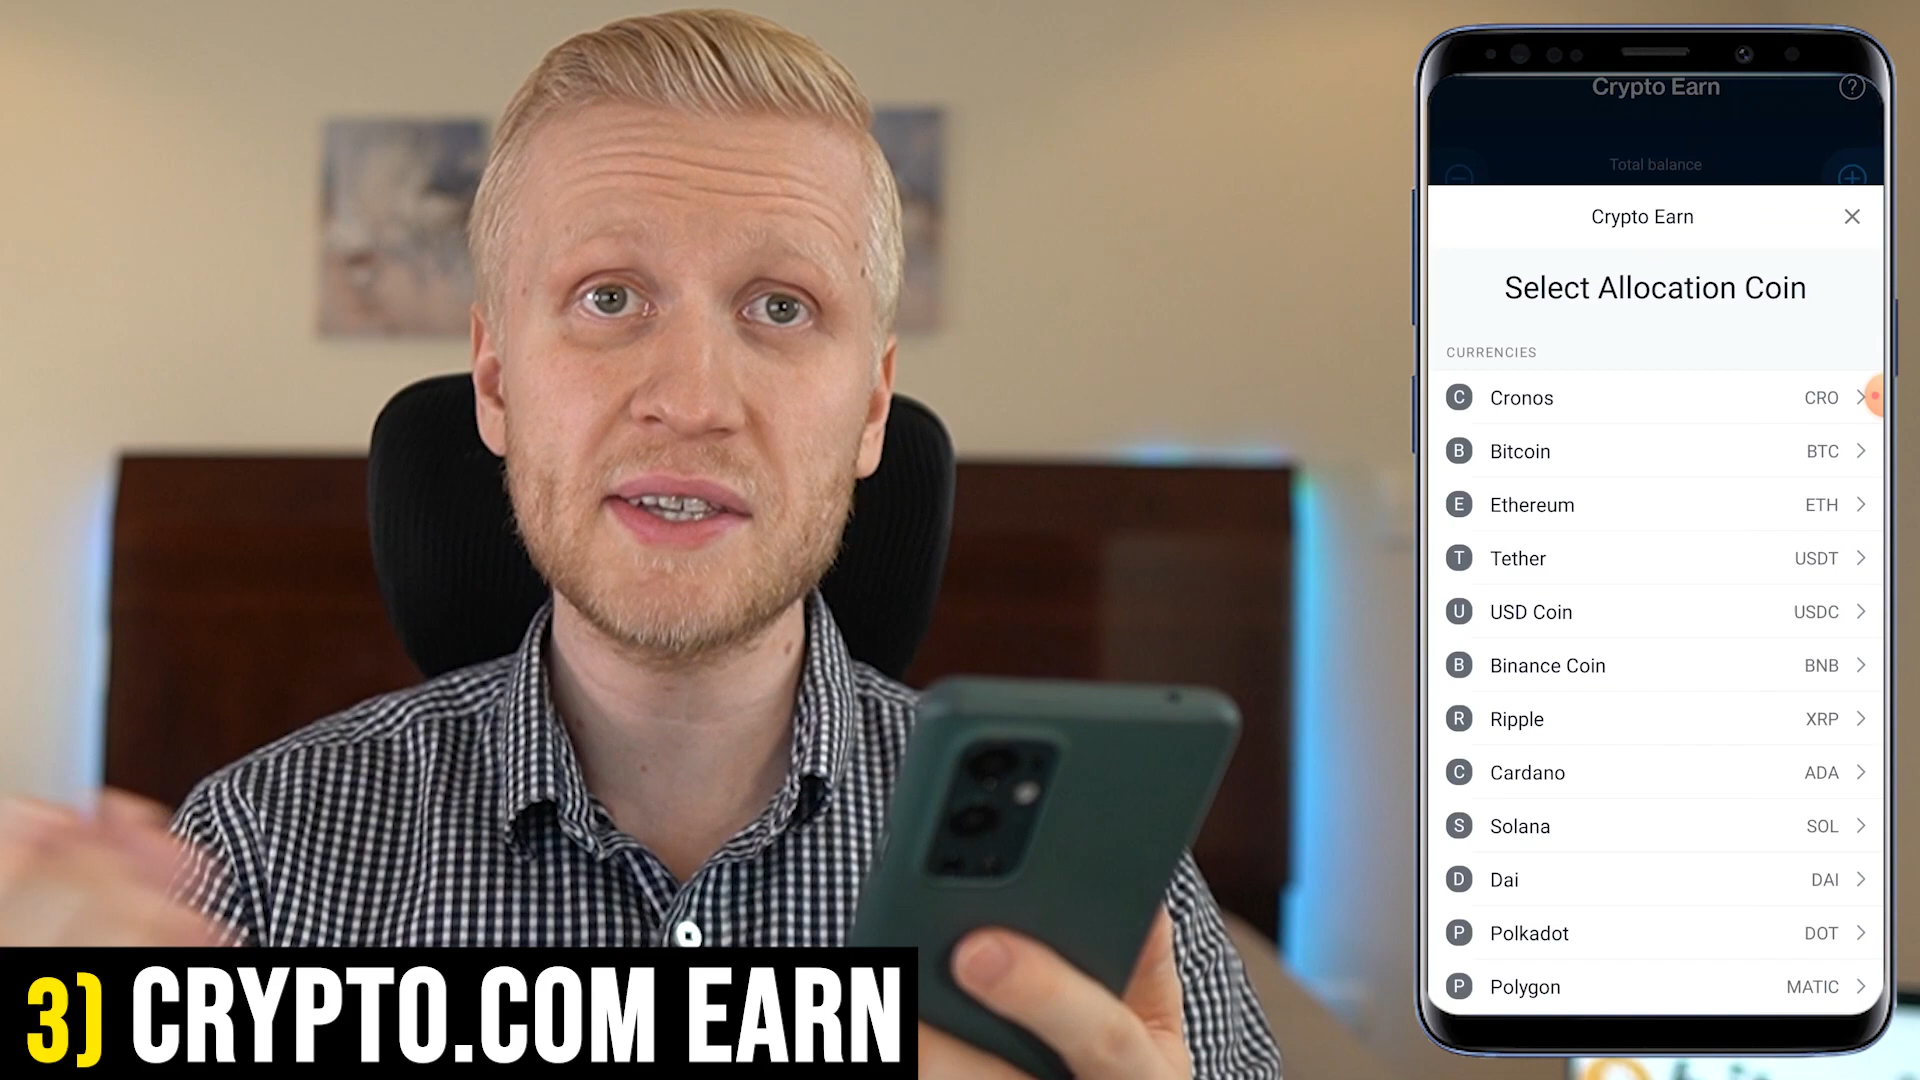 Crypto Earn
?
Total balance
Crypto Earn
Select Allocation Coin
CURRENCIES
C Cronos CRO
B Bitcoin BTC
E Ethereum ETH
T Tether USDT
U USD Coin USDC
B Binance Coin BNB
R Ripple XRP
C Cardano ADA
S Solana SOL
D Dai DAI
P Polkadot DOT
P Polygon MATIC
3) CRYPTO.COM EARN